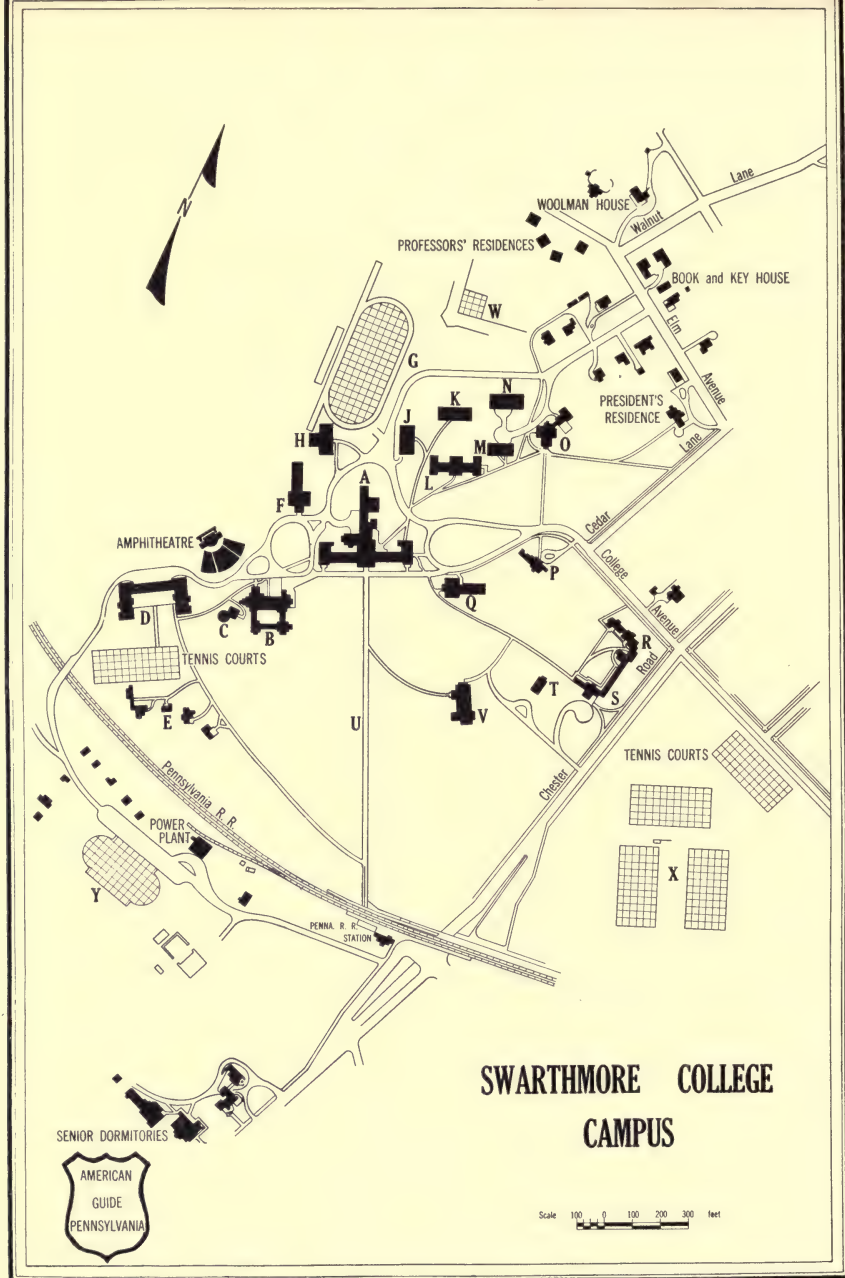 N
WOOLMAN HOUSE
Lane
Walnut
PROFESSORS' RESIDENCES
BOOK and KEY HOUSE
W
Elm
Avenue
G
N
K
PRESIDENT'S
RESIDENCE
J
H
M
O
L
A
Lane
F
Cedar
AMPHITHEATRE
College
P
Avenue
Q
D
C
B
R
TENNIS COURTS
Road
T
S
E
U
V
TENNIS COURTS
Pennsylvania R. R.
Chester
POWER
PLANT
X
Y
PENNA. R. R.
STATION
SWARTHMORE COLLEGE
CAMPUS
SENIOR DORMITORIES
AMERICAN
GUIDE
PENNSYLVANIA
Scale 100 0 100 200 300 feet